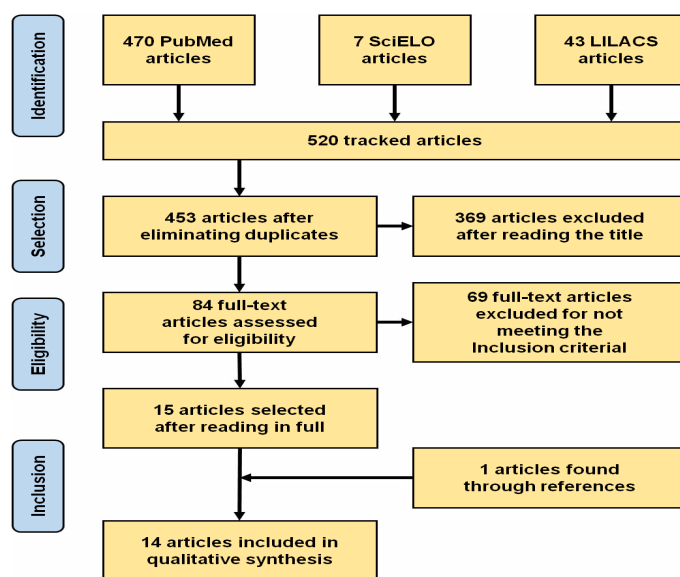 Identification
470 PubMed
articles
7 SciELO
articles
43 LILACS
articles
520 tracked articles
Selection
453 articles after
eliminating duplicates
369 articles excluded
after reading the title
Eligibility
84 full-text
articles assessed
for eligibility
69 full-text articles
excluded for not
meeting the
Inclusion criterial
15 articles selected
after reading in full
Inclusion
1 articles found
through references
14 articles included in
qualitative synthesis